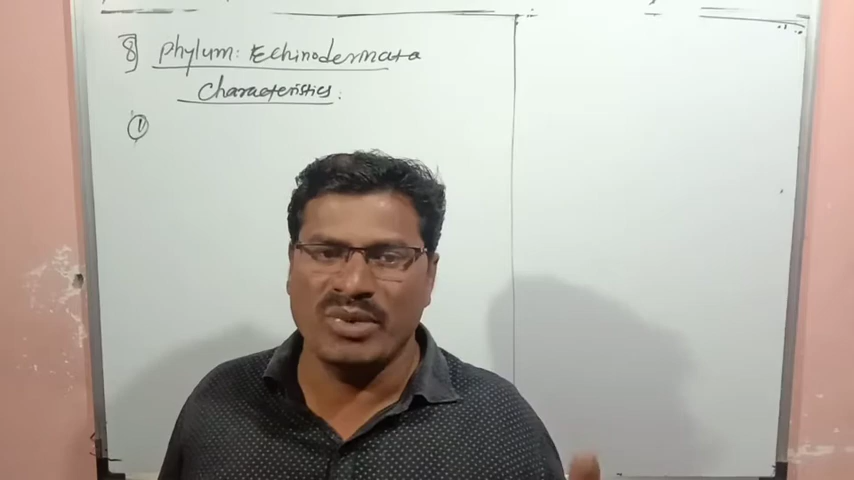 8] Phylum: Echinodermata
Characteristics:
①